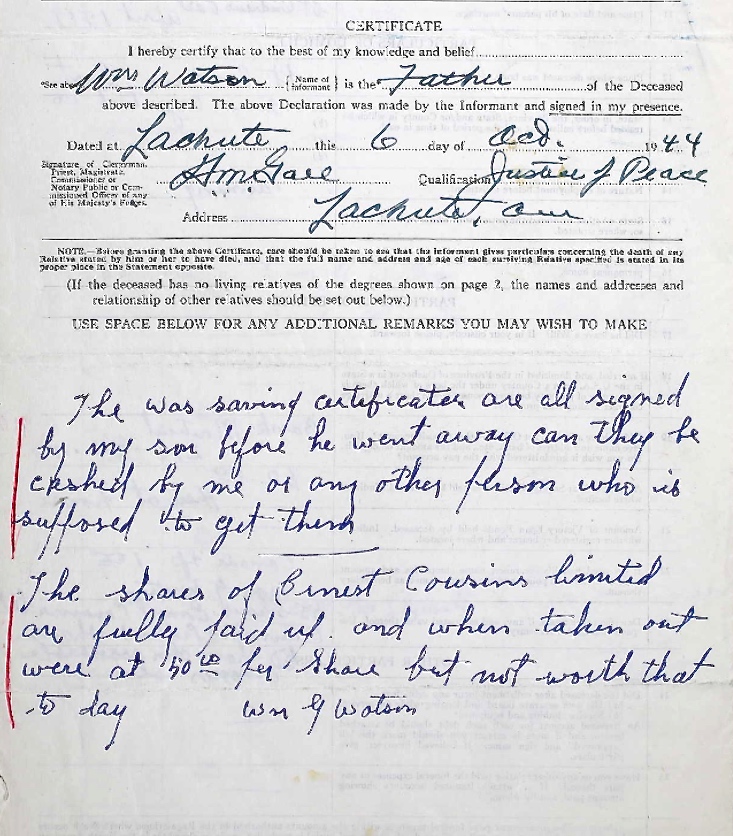 CERTIFICATE
I hereby certify that to the best of my knowledge and belief
*See above Wm Watson {Name of Informant} is the Father of the Deceased
above described. The above Declaration was made by the Informant and signed in my presence.
Dated at Lachute this 6 day of Oct. 1944
Signature of Clergyman,
Priest, Magistrate,
Commissioner or
Notary Public or Com-
missioned Officer of any
of His Majesty's Forces.
Qualification Justice of Peace
Address Lachute, Que
NOTE.—Before granting the above Certificate, care should be taken to see that the informant gives particulars concerning the death of any
Relative stated by him or her to have died, and that the full name and address and age of each surviving Relative specified is stated in its
proper place in the Statement opposite.
(If the deceased has no living relatives of the degrees shown on page 2, the names and addresses and
relationship of other relatives should be set out below.)
USE SPACE BELOW FOR ANY ADDITIONAL REMARKS YOU MAY WISH TO MAKE
The was saving certificates are all signed
by my son before he went away can they be
cashed by me or any other person who is
supposed to get them
The shares of Ernest Cousins limited
are fully paid up and when taken out
were at 50 00 per share but not worth that
to day Wm G Watson